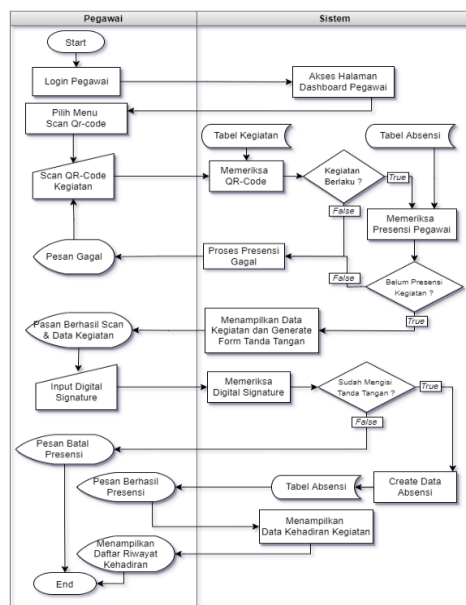 Pegawai
Sistem
Start
Login Pegawai
Akses Halaman
Dashboard Pegawai
Pilih Menu
Scan Qr-code
Tabel Kegiatan
Tabel Absensi
Scan QR-Code
Kegiatan
Memeriksa
QR-Code
Kegiatan
Berlaku ?
True
False
Memeriksa
Presensi Pegawai
Pesan Gagal
Proses Presensi
Gagal
False
Belum Presensi
Kegiatan ?
True
Pasan Berhasil Scan
& Data Kegiatan
Menampilkan Data
Kegiatan dan Generate
Form Tanda Tangan
Input Digital
Signature
Memeriksa
Digital Signature
Sudah Mengisi
Tanda Tangan ?
True
False
Pesan Batal
Presensi
Pesan Berhasil
Presensi
Tabel Absensi
Create Data
Absensi
Menampilkan
Data Kehadiran Kegiatan
Menampilkan
Daftar Riwayat
Kehadiran
End